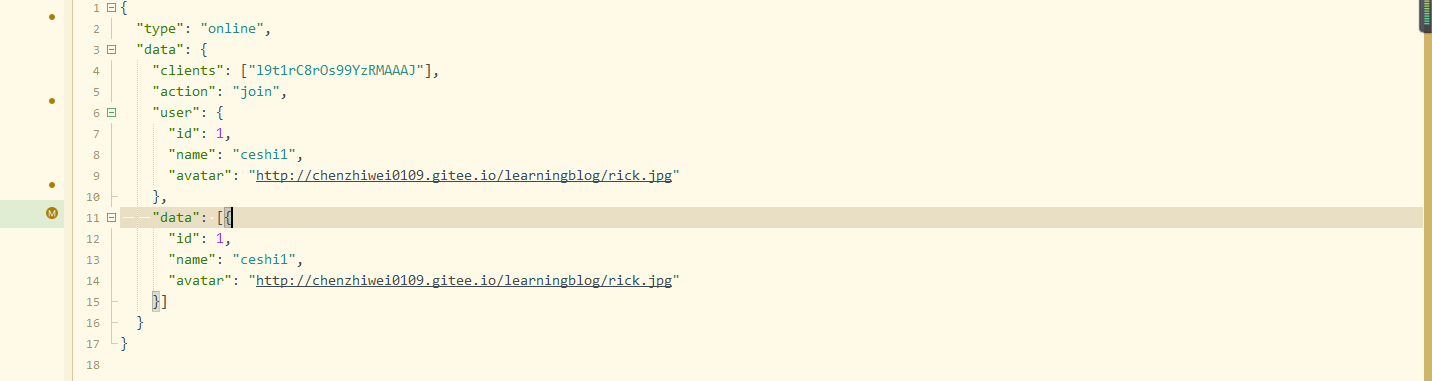 1 {
2 "type": "online",
3 "data": {
4 "clients": ["l9t1rC8rOs99YzRMAAAJ"],
5 "action": "join",
6 "user": {
7 "id": 1,
8 "name": "ceshi1",
9 "avatar": "http://chenzhiwei0109.gitee.io/learningblog/rick.jpg"
10 },
M 11 "data": [{
12 "id": 1,
13 "name": "ceshi1",
14 "avatar": "http://chenzhiwei0109.gitee.io/learningblog/rick.jpg"
15 }]
16 }
17 }
18